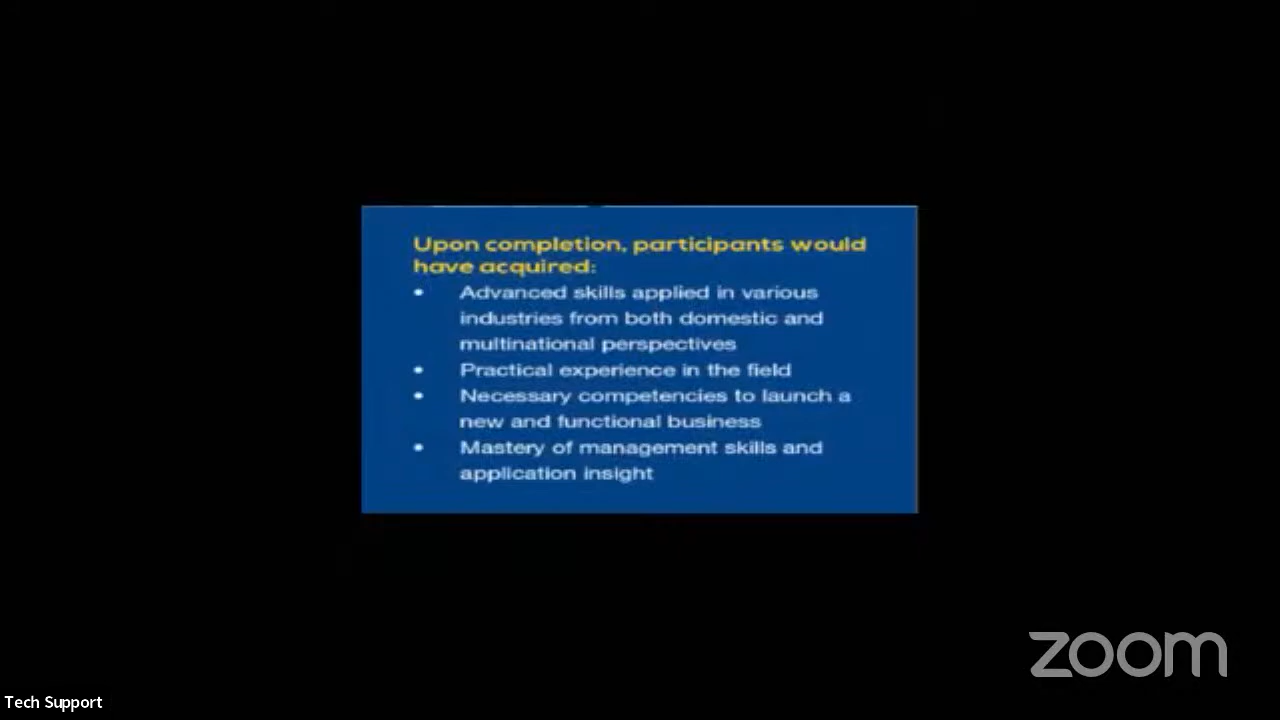 Upon completion, participants would
have acquired:
• Advanced skills applied in various
industries from both domestic and
multinational perspectives
• Practical experience in the field
• Necessary competencies to launch a
new and functional business
• Mastery of management skills and
application insight
zoom
Tech Support